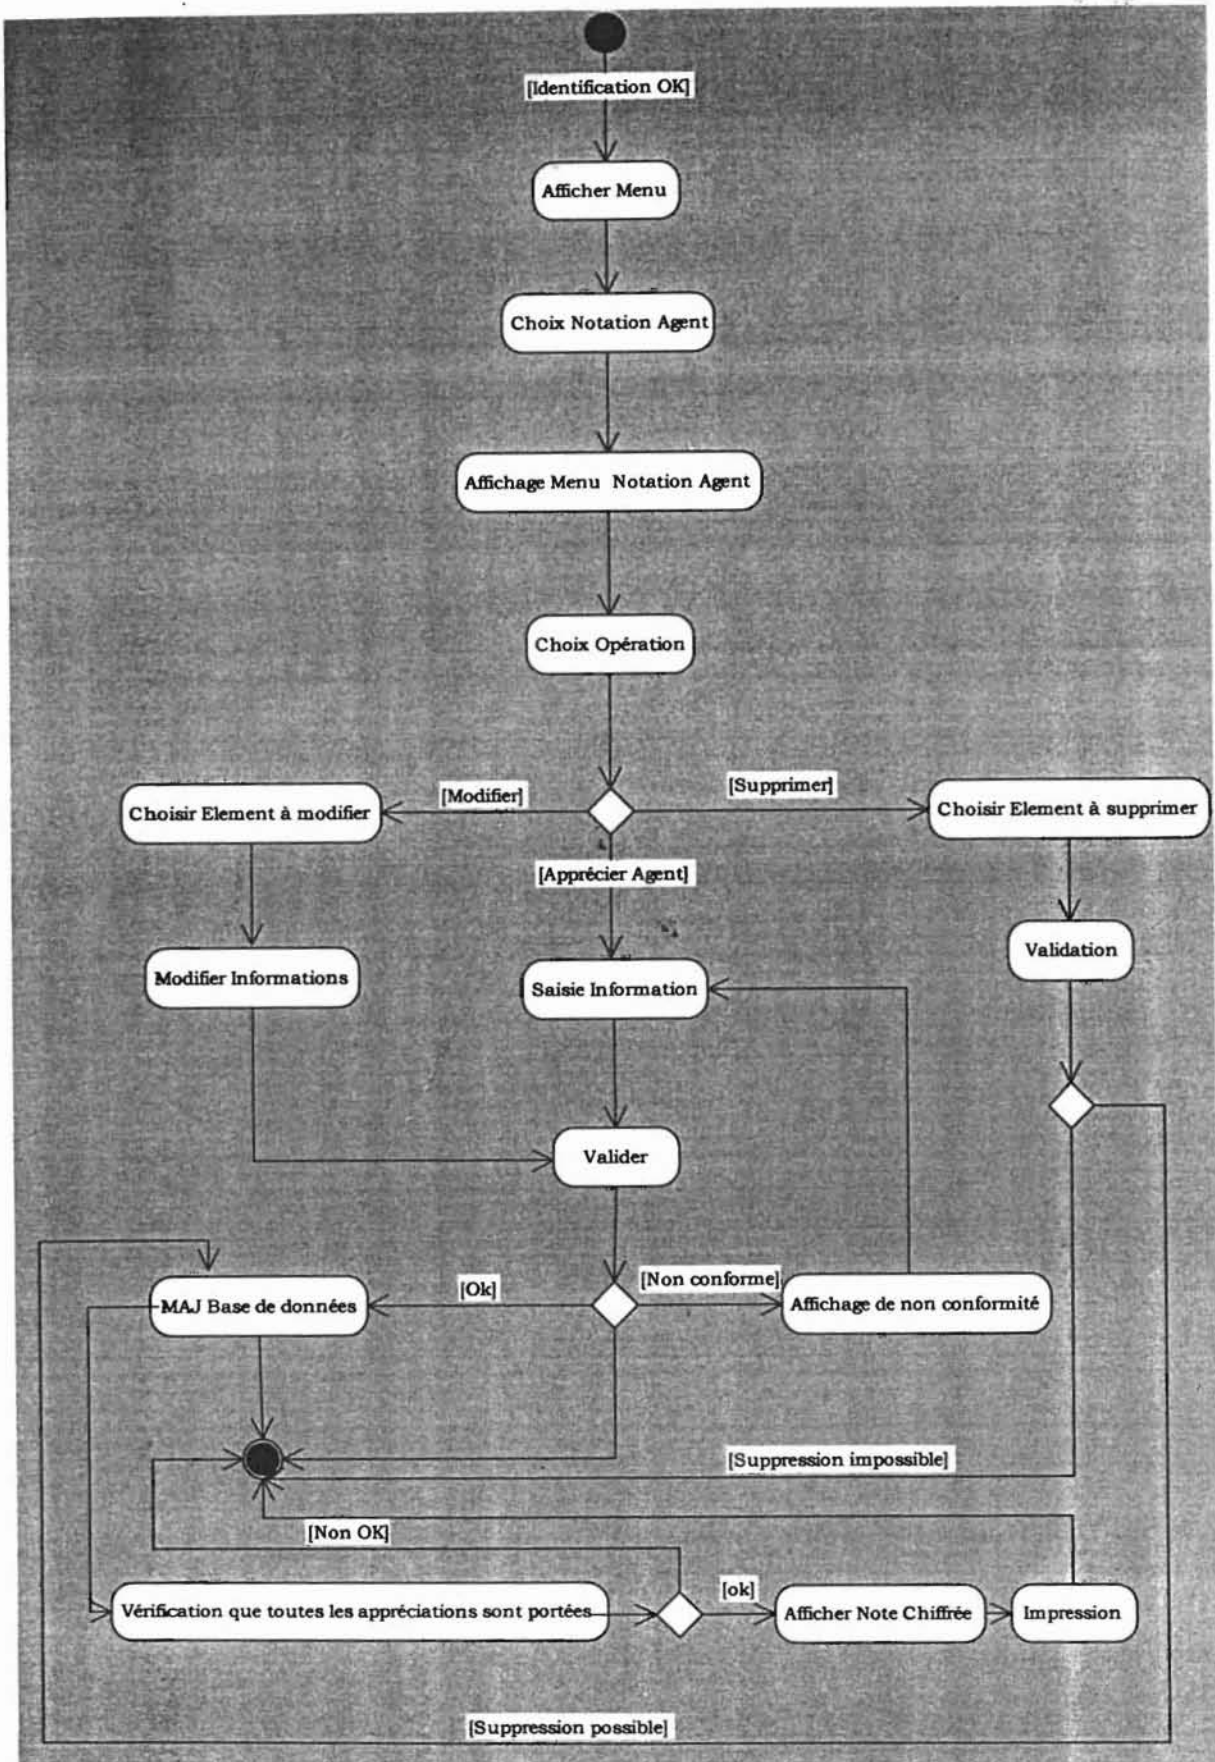 [Identification OK]
Afficher Menu
Choix Notation Agent
Affichage Menu Notation Agent
Choix Opération
[Modifier]
[Supprimer]
Choisir Element à modifier
Choisir Element à supprimer
[Apprécier Agent]
Validation
Modifier Informations
Saisie Information
Valider
[Ok]
[Non conforme]
MAJ Base de données
Affichage de non conformité
[Suppression impossible]
[Non OK]
[ok]
Vérification que toutes les appréciations sont portées
Afficher Note Chiffrée
Impression
[Suppression possible]